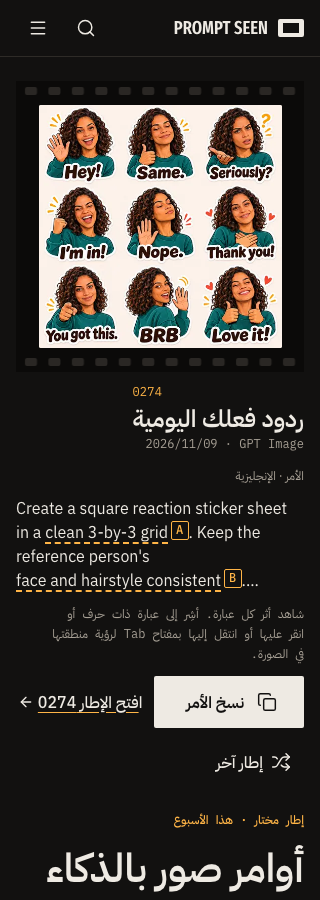 PROMPT SEEN
Hey!
Same.
Seriously?
I'm in!
Nope.
Thank you!
You got this.
BRB
Love it!
0274
ردود فعلك اليومية
2026/11/09 · GPT Image
الأمر · الإنجليزية
Create a square reaction sticker sheet
in a clean 3-by-3 grid A. Keep the
reference person's
face and hairstyle consistent B....
شاهد أثر كل عبارة. أشِر إلى عبارة ذات حرف أو
انقر عليها أو انتقل إليها بمفتاح Tab لرؤية منطقتها
في الصورة.
نسخ الأمر
افتح الإطار 0274 ←
إطار آخر
إطار مختار · هذا الأسبوع
أوامر صور بالذكاء